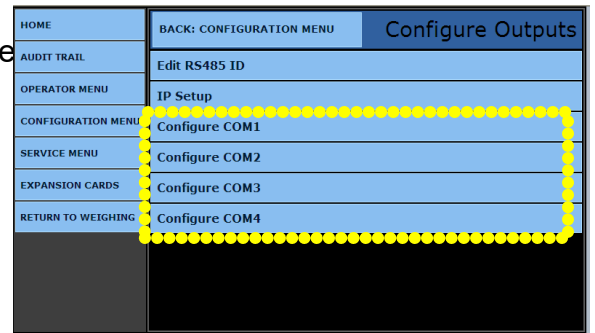 HOME
AUDIT TRAIL
OPERATOR MENU
CONFIGURATION MENU
SERVICE MENU
EXPANSION CARDS
RETURN TO WEIGHING
e
BACK: CONFIGURATION MENU
Configure Outputs
Edit RS485 ID
IP Setup
Configure COM1
Configure COM2
Configure COM3
Configure COM4